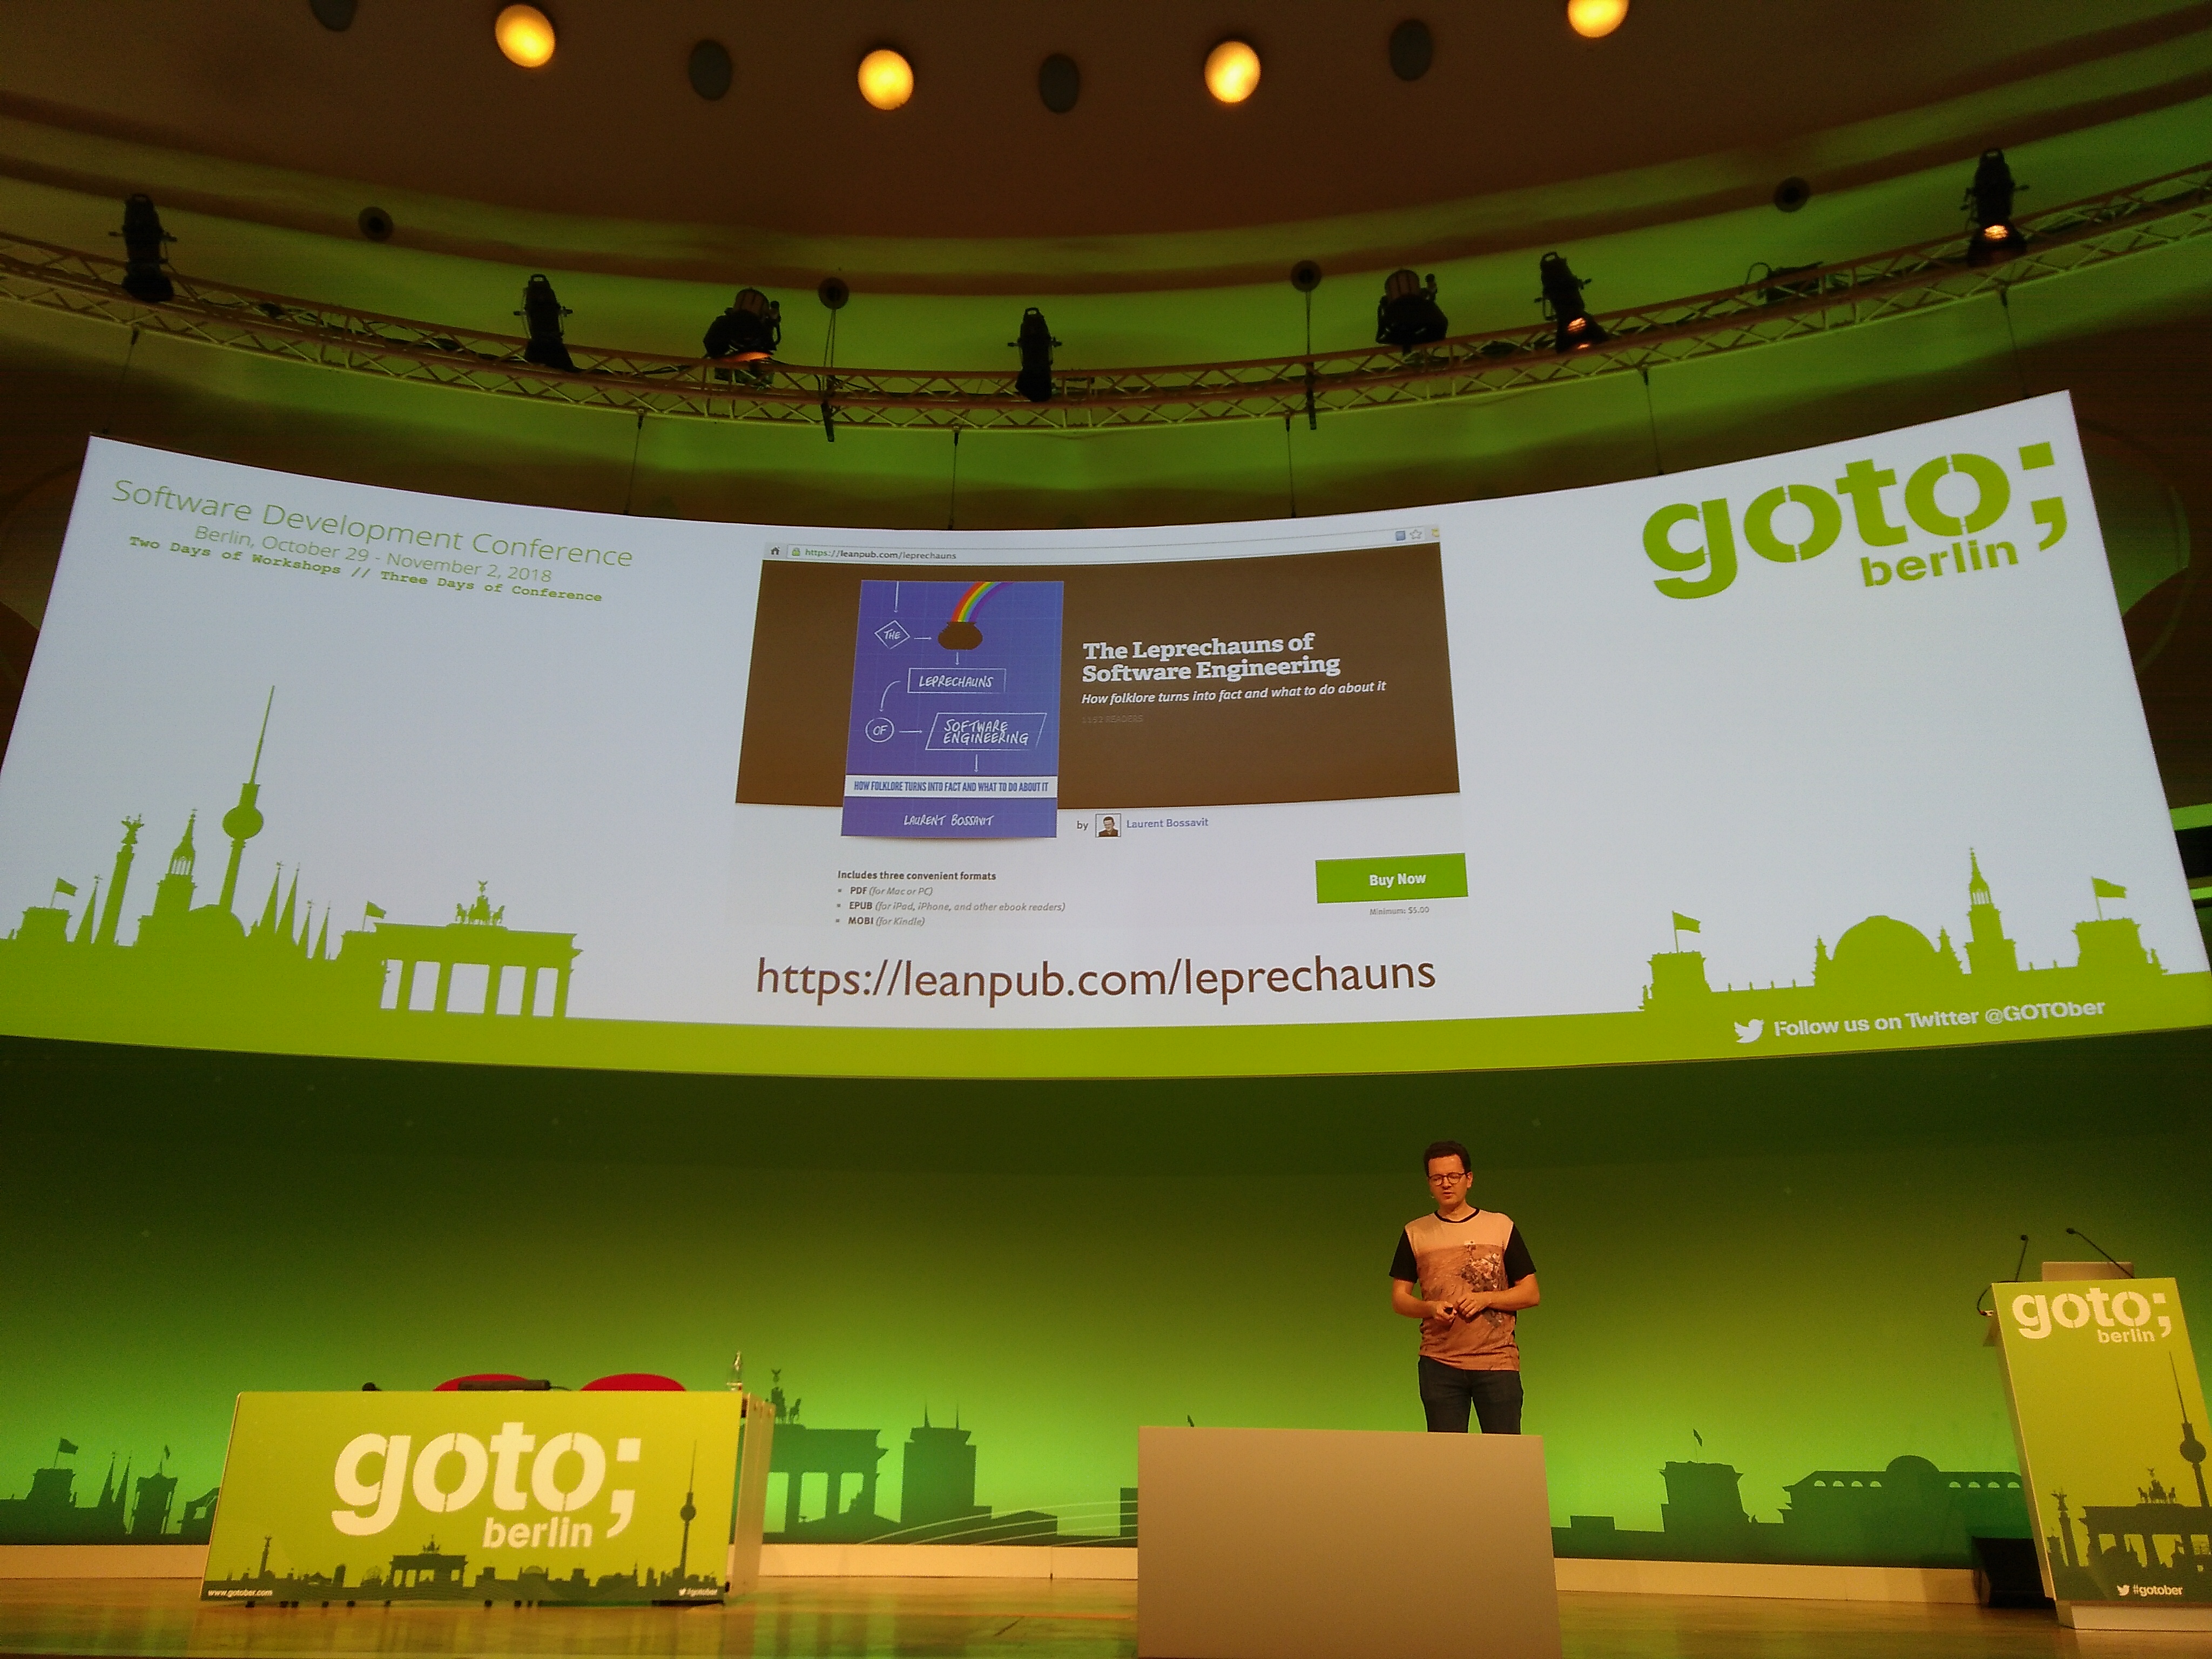 Software Development Conference
Berlin, October 29 - November 2, 2018
Two Days of Workshops // Three Days of Conference
goto;
berlin
https://leanpub.com/leprechauns
THE
LEPRECHAUNS
OF
SOFTWARE
ENGINEERING
HOW FOLKLORE TURNS INTO FACT AND WHAT TO DO ABOUT IT
LAURENT BOSSAVIT
The Leprechauns of
Software Engineering
How folklore turns into fact and what to do about it
1192 READERS
by Laurent Bossavit
Includes three convenient formats
PDF (for Mac or PC)
EPUB (for iPad, iPhone, and other ebook readers)
MOBI (for Kindle)
Buy Now
Minimum: $5.00
https://leanpub.com/leprechauns
Follow us on Twitter @GOTOber
goto;
berlin
www.gotober.com
#gotober
goto;
berlin
#gotober